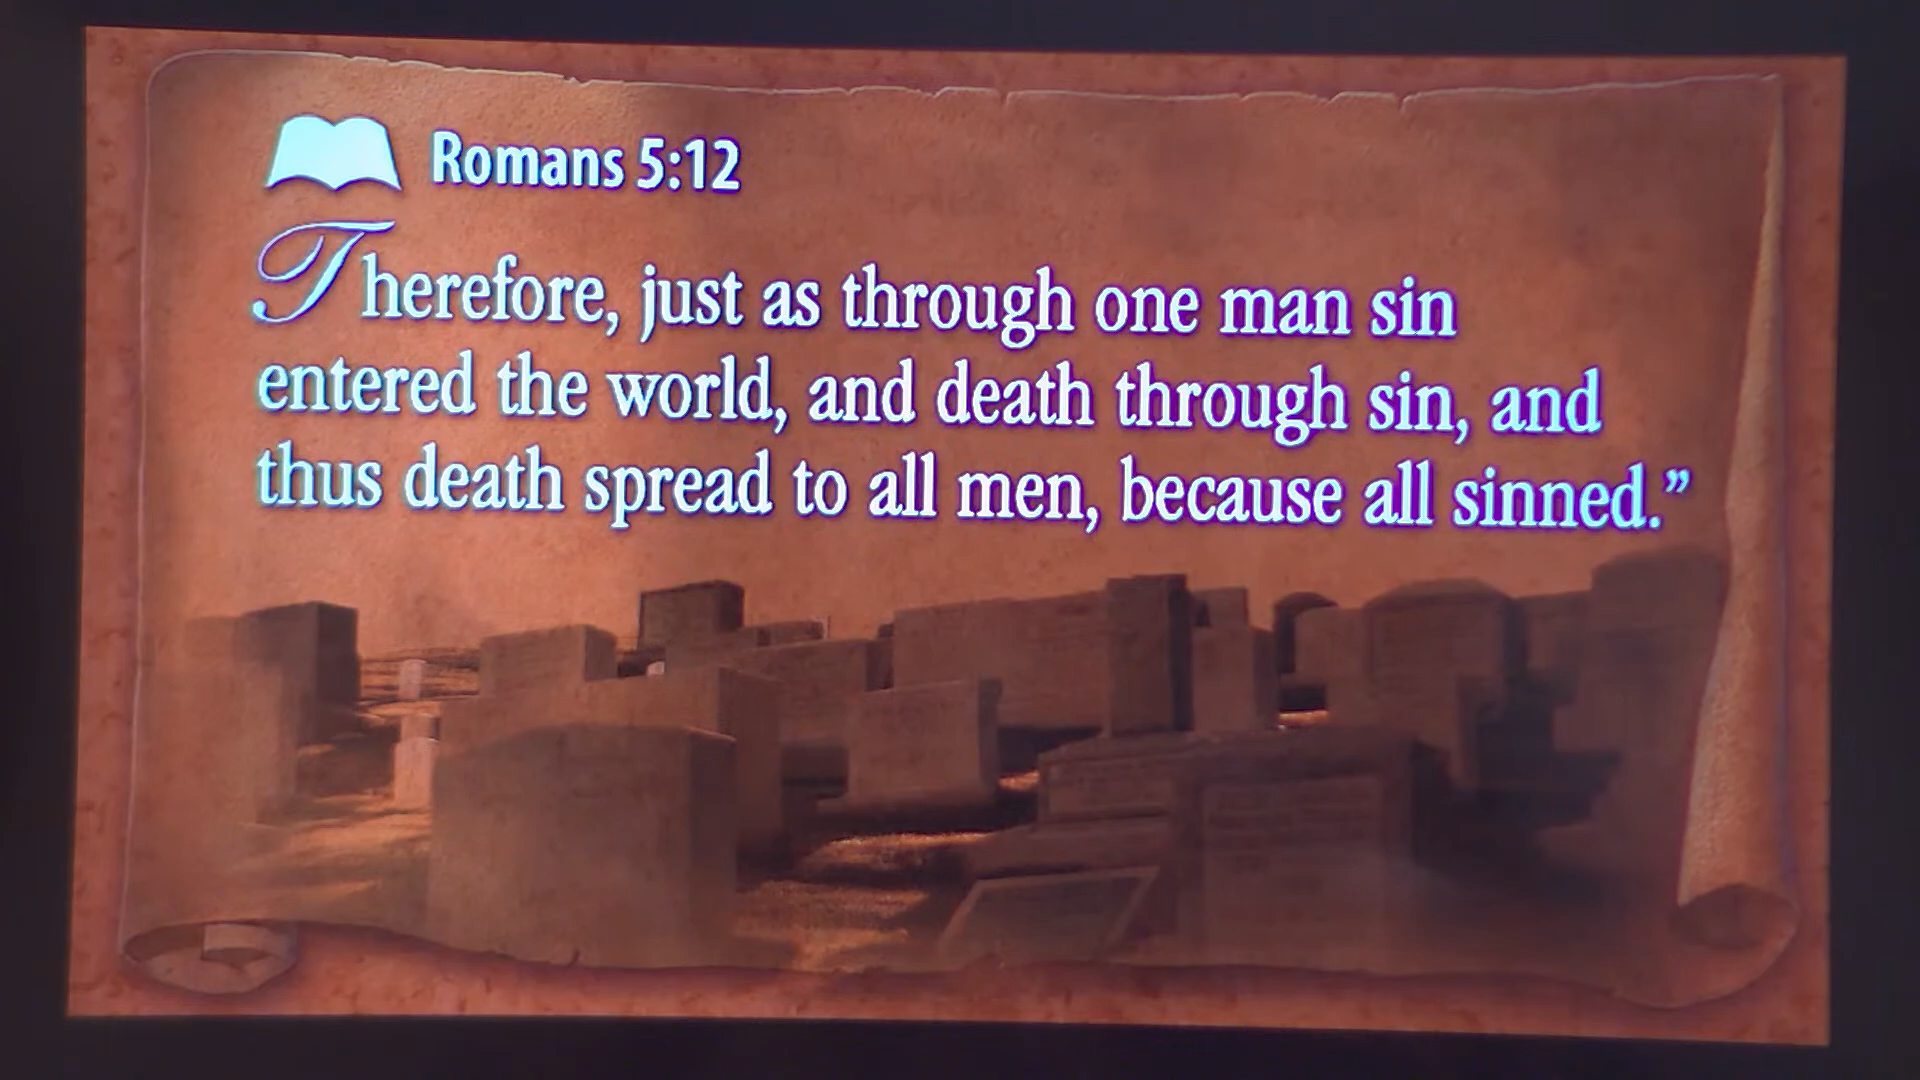 Romans 5:12
Therefore, just as through one man sin
entered the world, and death through sin, and
thus death spread to all men, because all sinned.”